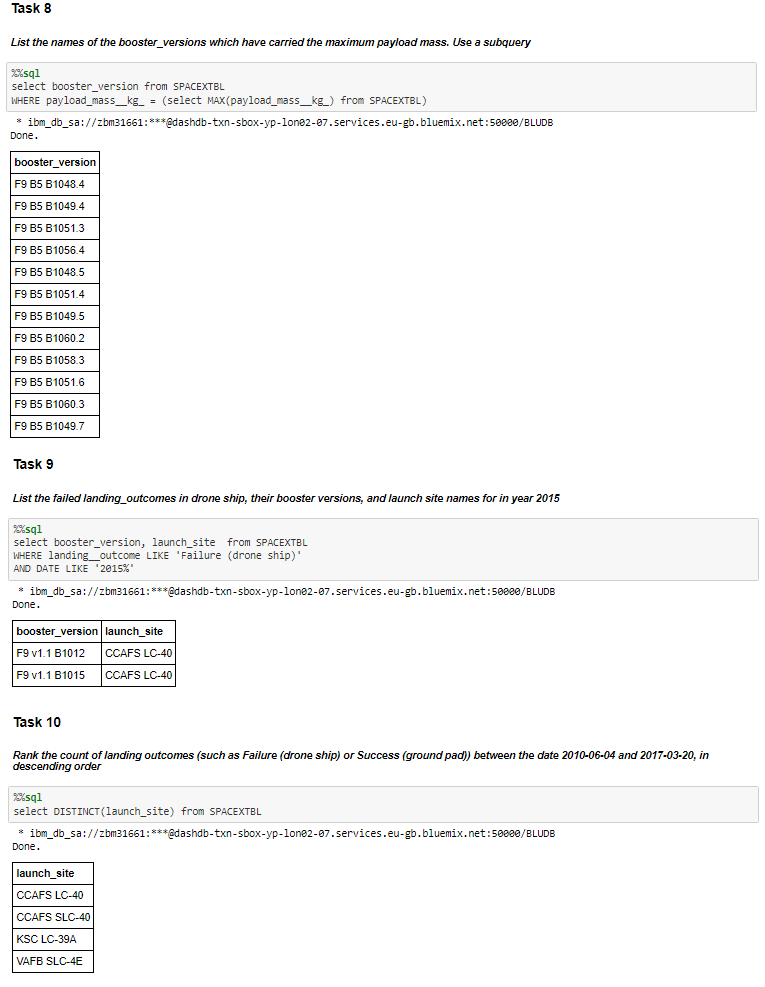 Task 8
List the names of the booster_versions which have carried the maximum payload mass. Use a subquery
%%sql
select booster_version from SPACEXTBL
WHERE payload_mass__kg_ = (select MAX(payload_mass__kg_) from SPACEXTBL)
* ibm_db_sa://zbm31661:***@dashdb-txn-sbox-yp-lon02-07.services.eu-gb.bluemix.net:50000/BLUDB
Done.
booster_version
F9 B5 B1048.4
F9 B5 B1049.4
F9 B5 B1051.3
F9 B5 B1056.4
F9 B5 B1048.5
F9 B5 B1051.4
F9 B5 B1049.5
F9 B5 B1060.2
F9 B5 B1058.3
F9 B5 B1051.6
F9 B5 B1060.3
F9 B5 B1049.7
Task 9
List the failed landing_outcomes in drone ship, their booster versions, and launch site names for in year 2015
%%sql
select booster_version, launch_site  from SPACEXTBL
WHERE landing__outcome LIKE 'Failure (drone ship)'
AND DATE LIKE '2015%'
* ibm_db_sa://zbm31661:***@dashdb-txn-sbox-yp-lon02-07.services.eu-gb.bluemix.net:50000/BLUDB
Done.
booster_version launch_site
F9 v1.1 B1012 CCAFS LC-40
F9 v1.1 B1015 CCAFS LC-40
Task 10
Rank the count of landing outcomes (such as Failure (drone ship) or Success (ground pad)) between the date 2010-06-04 and 2017-03-20, in
descending order
%%sql
select DISTINCT(launch_site) from SPACEXTBL
* ibm_db_sa://zbm31661:***@dashdb-txn-sbox-yp-lon02-07.services.eu-gb.bluemix.net:50000/BLUDB
Done.
launch_site
CCAFS LC-40
CCAFS SLC-40
KSC LC-39A
VAFB SLC-4E